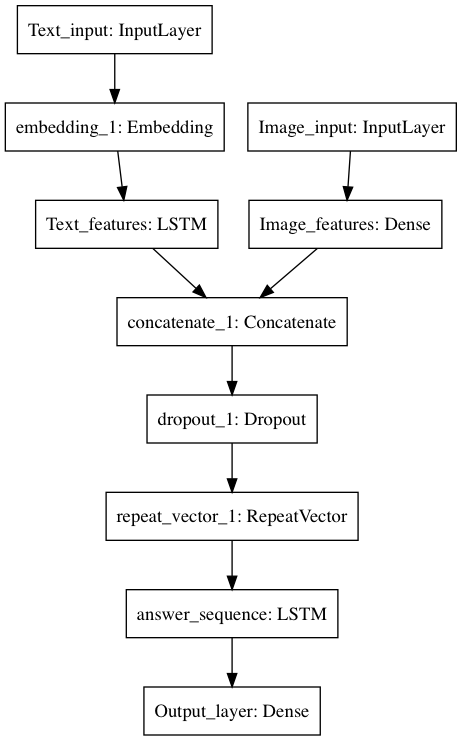 Text_input: InputLayer
embedding_1: Embedding
Image_input: InputLayer
Text_features: LSTM
Image_features: Dense
concatenate_1: Concatenate
dropout_1: Dropout
repeat_vector_1: RepeatVector
answer_sequence: LSTM
Output_layer: Dense